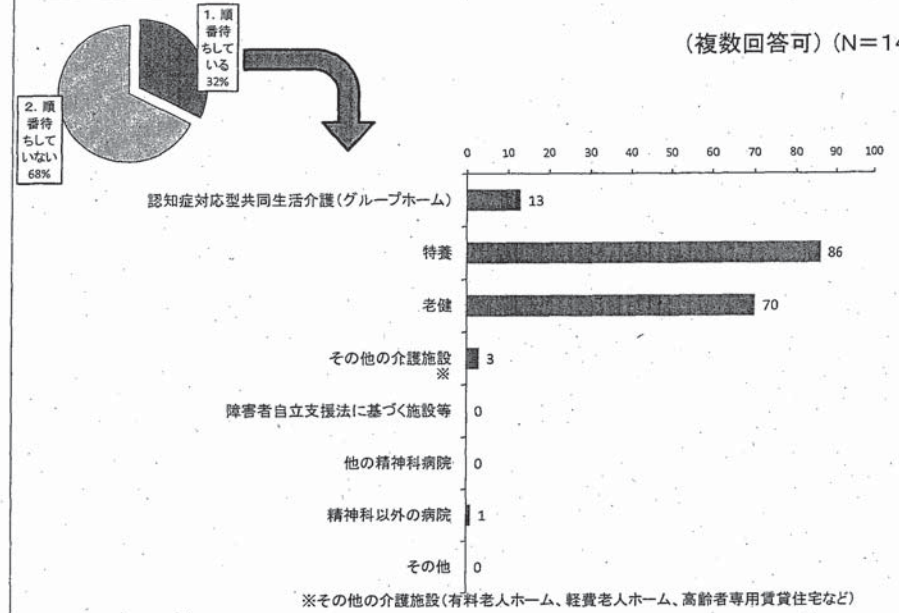 (複数回答可)(N=14
1. 順
番待
ちして
いる
32%
2. 順
番待
ちして
いない
68%
0 10 20 30 40 50 60 70 80 90 100
認知症対応型共同生活介護(グループホーム) 13
特養 86
老健 70
その他の介護施設 3
※
障害者自立支援法に基づく施設等 0
他の精神科病院 0
精神科以外の病院 1
その他 0
※その他の介護施設(有料老人ホーム、軽費老人ホーム、高齢者専用賃貸住宅など)